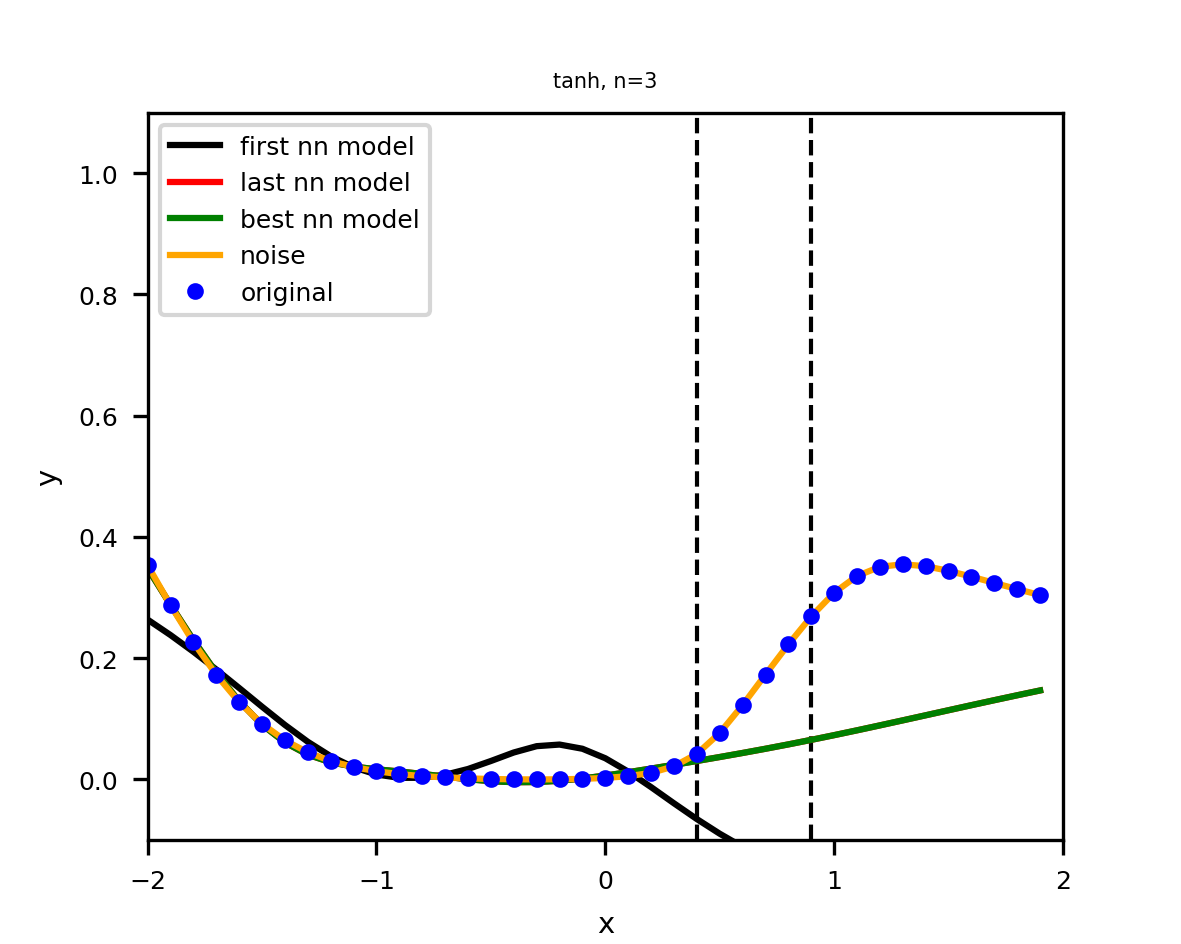 tanh, n=3
first nn model
last nn model
best nn model
noise
original
1.0
0.8
0.6
0.4
0.2
0.0
y
−2
−1
0
1
2
x